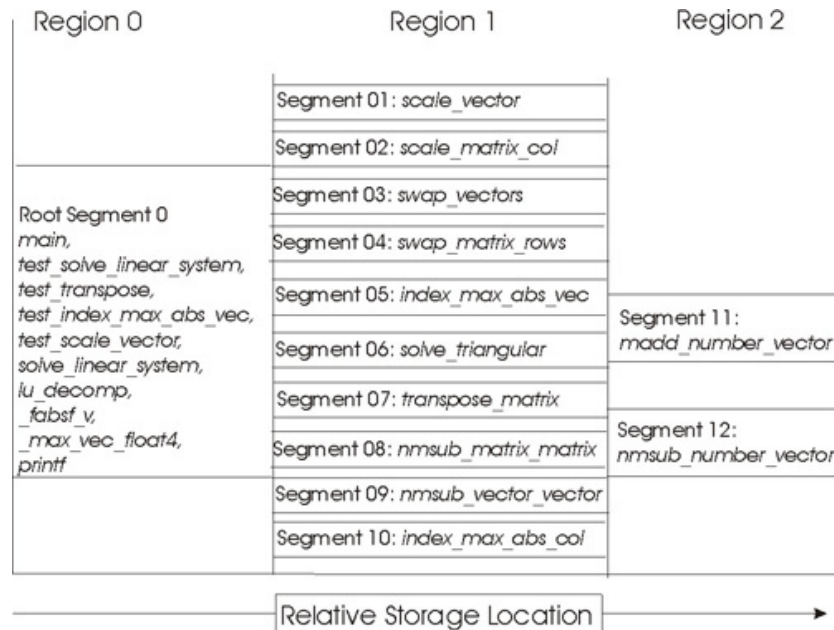 Region 0
Region 1
Region 2
Root Segment 0
main,
test_solve_linear_system,
test_transpose,
test_index_max_abs_vec,
test_scale_vector,
solve_linear_system,
lu_decomp,
_fabsf_v,
_max_vec_float4,
printf
Segment 01: scale_vector
Segment 02: scale_matrix_col
Segment 03: swap_vectors
Segment 04: swap_matrix_rows
Segment 05: index_max_abs_vec
Segment 06: solve_triangular
Segment 07: transpose_matrix
Segment 08: nmsub_matrix_matrix
Segment 09: nmsub_vector_vector
Segment 10: index_max_abs_col
Segment 11:
madd_number_vector
Segment 12:
nmsub_number_vector
Relative Storage Location